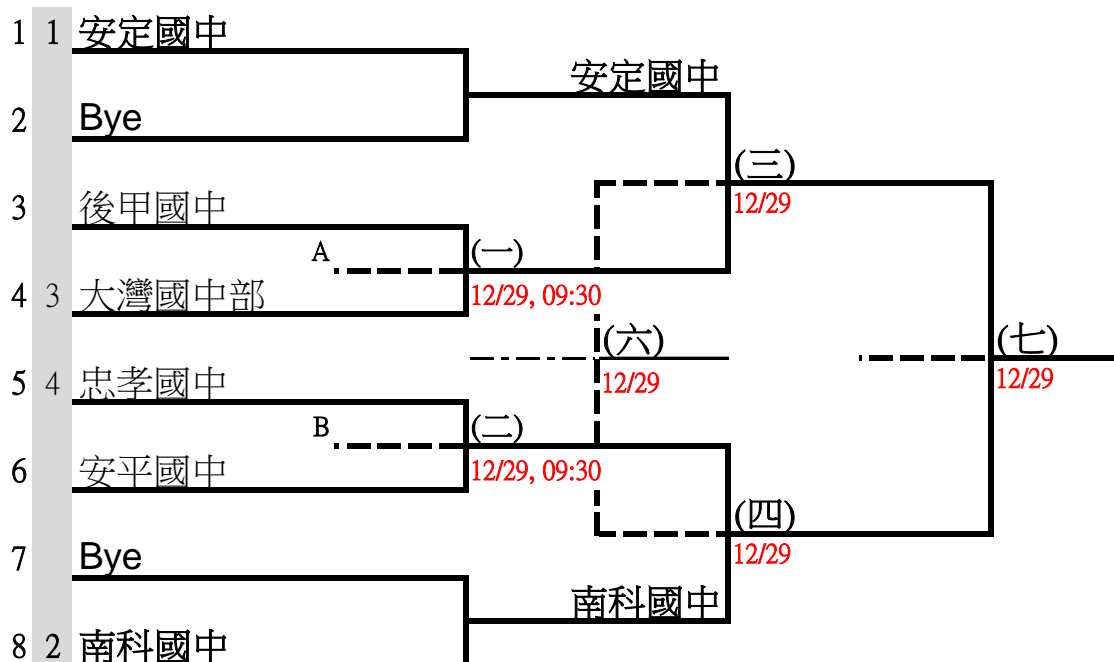 1 1 安定國中
安定國中
2 Bye
(三)
12/29
3 後甲國中
A (一)
12/29, 09:30
4 3 大灣國中部
(六)
12/29
(七)
12/29
5 4 忠孝國中
B (二)
12/29, 09:30
6 安平國中
(四)
12/29
7 Bye
南科國中
8 2 南科國中